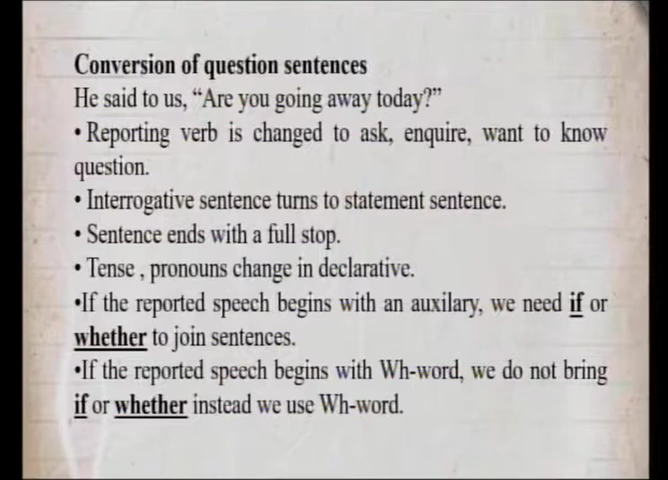 Conversion of question sentences
He said to us, “Are you going away today?”
• Reporting verb is changed to ask, enquire, want to know
question.
• Interrogative sentence turns to statement sentence.
• Sentence ends with a full stop.
• Tense , pronouns change in declarative.
•If the reported speech begins with an auxilary, we need if or
whether to join sentences.
•If the reported speech begins with Wh-word, we do not bring
if or whether instead we use Wh-word.